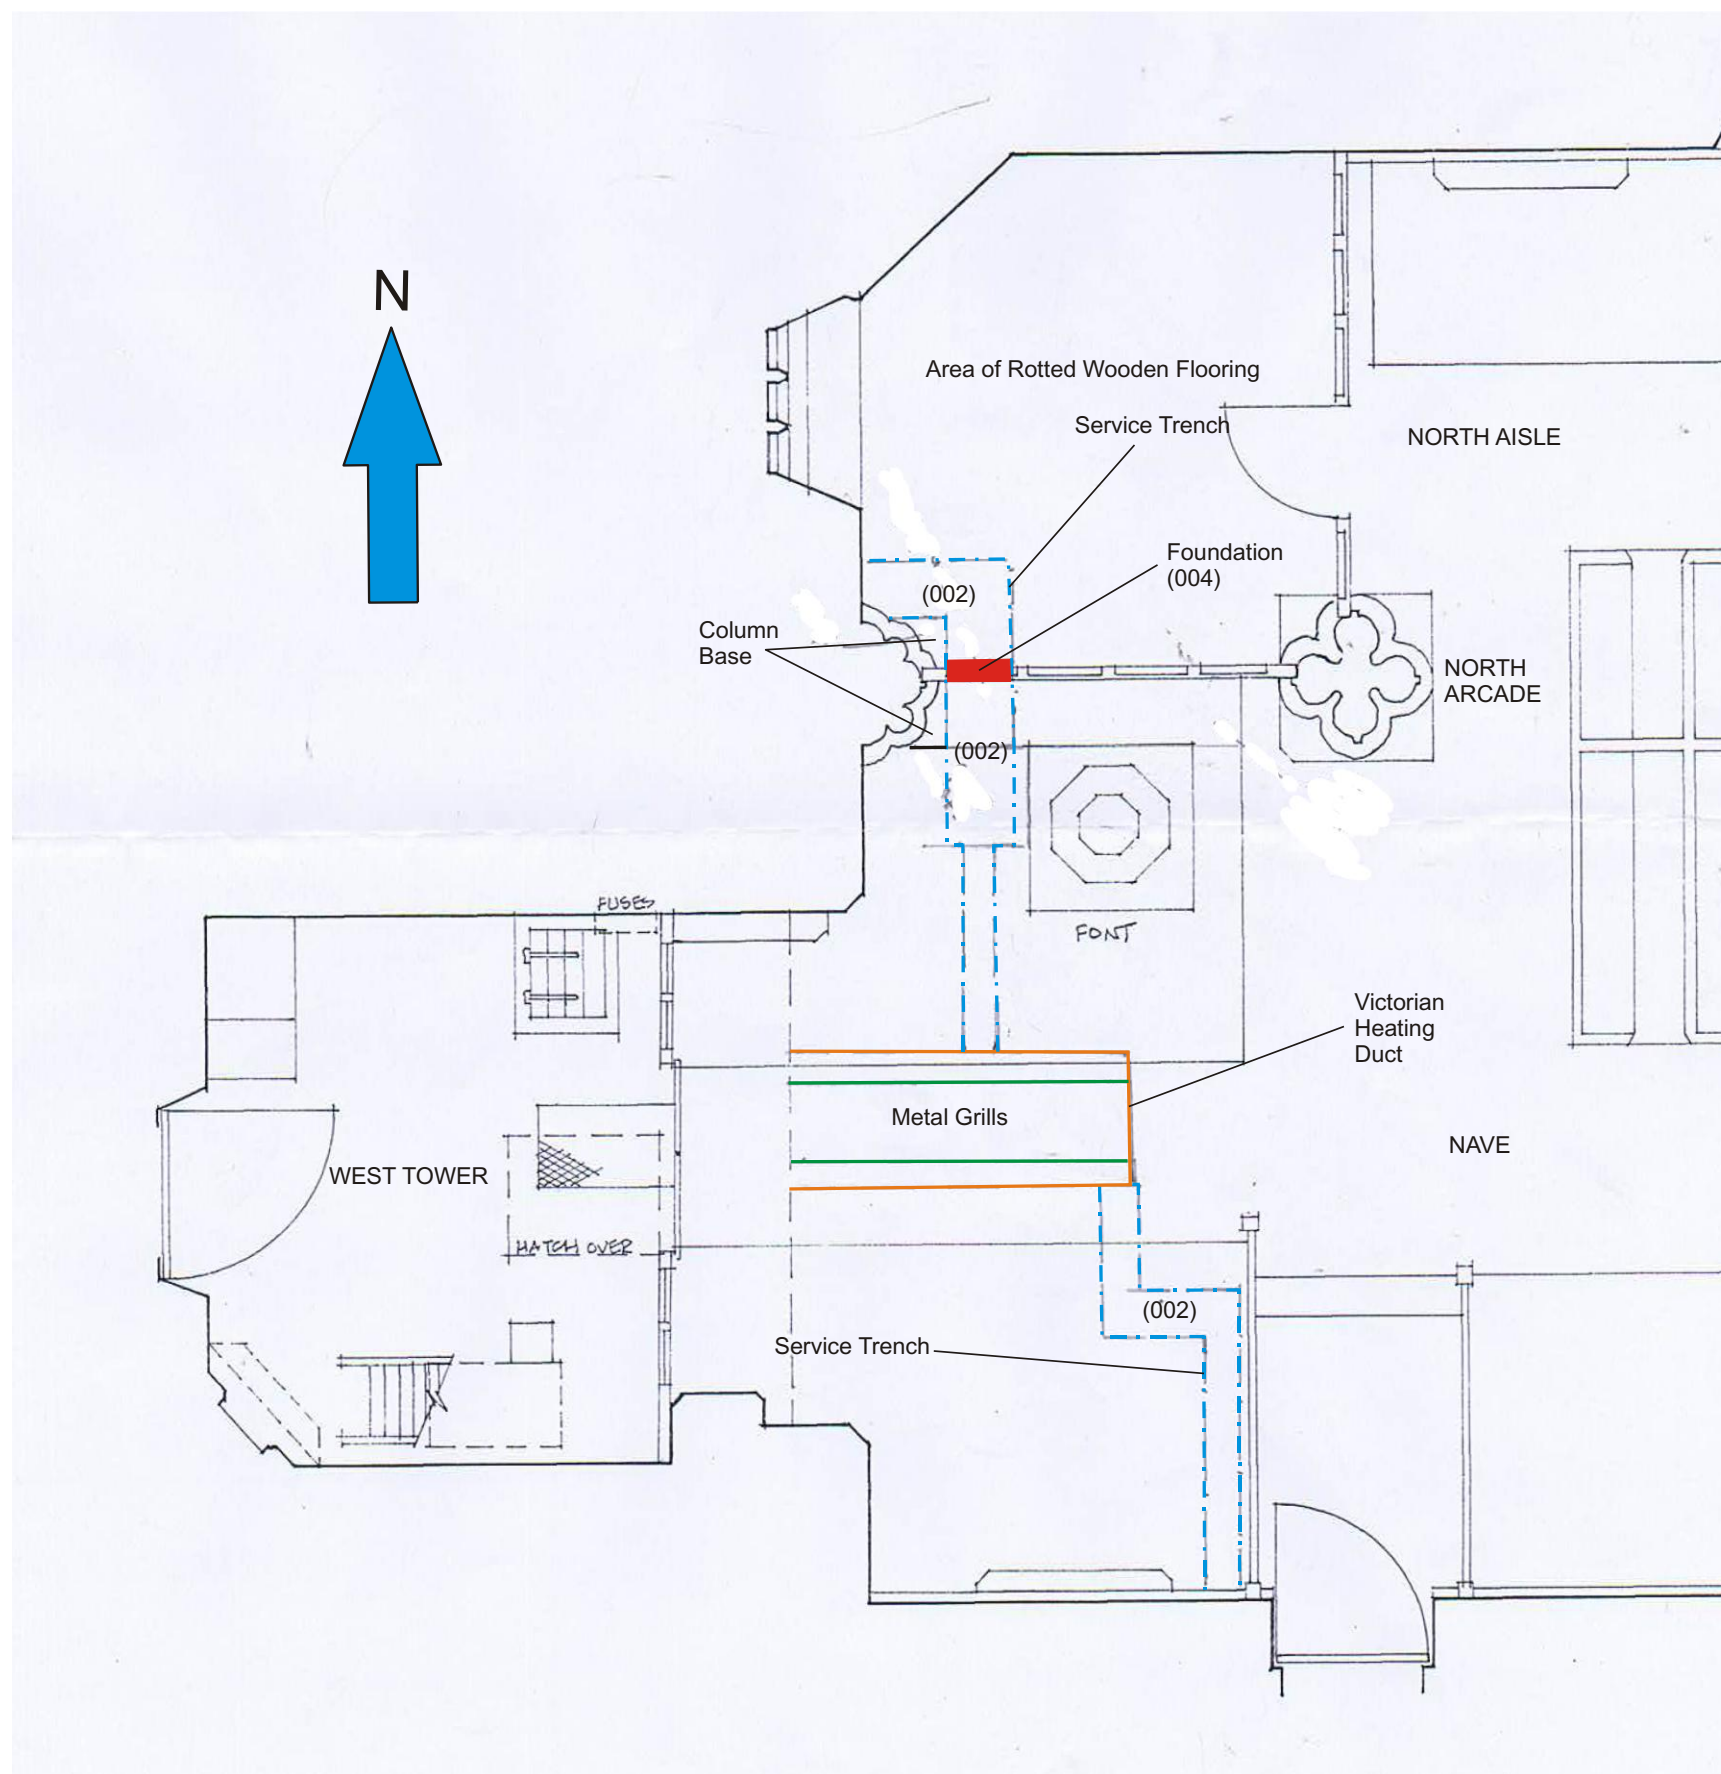 N
Area of Rotted Wooden Flooring
Service Trench
NORTH AISLE
Foundation
(004)
(002)
Column
Base
NORTH
ARCADE
(002)
FUSES
FONT
Victorian
Heating
Duct
Metal Grills
NAVE
WEST TOWER
HATCH OVER
(002)
Service Trench